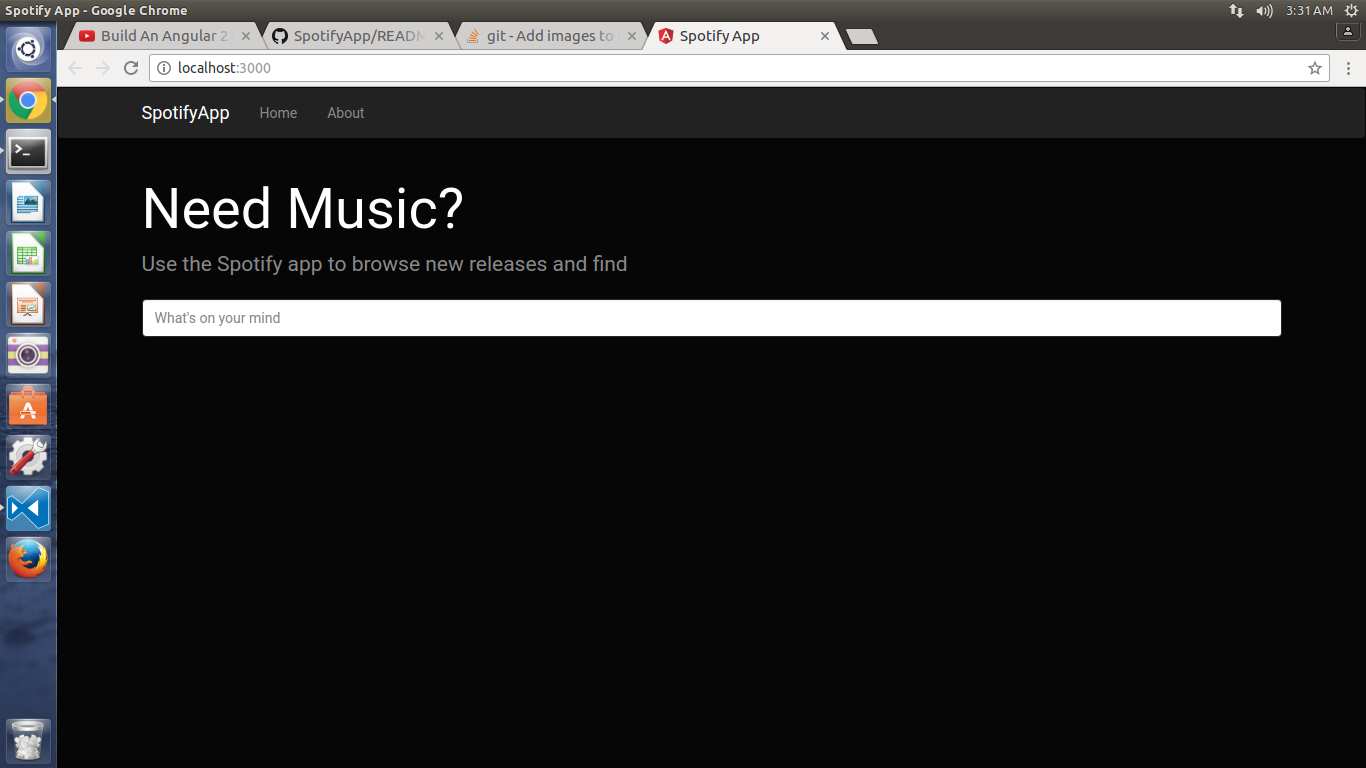 Spotify App - Google Chrome
3:31 AM
Build An Angular 2
SpotifyApp/READM
git - Add images to
Spotify App
localhost:3000
SpotifyApp
Home
About
Need Music?
Use the Spotify app to browse new releases and find
What's on your mind